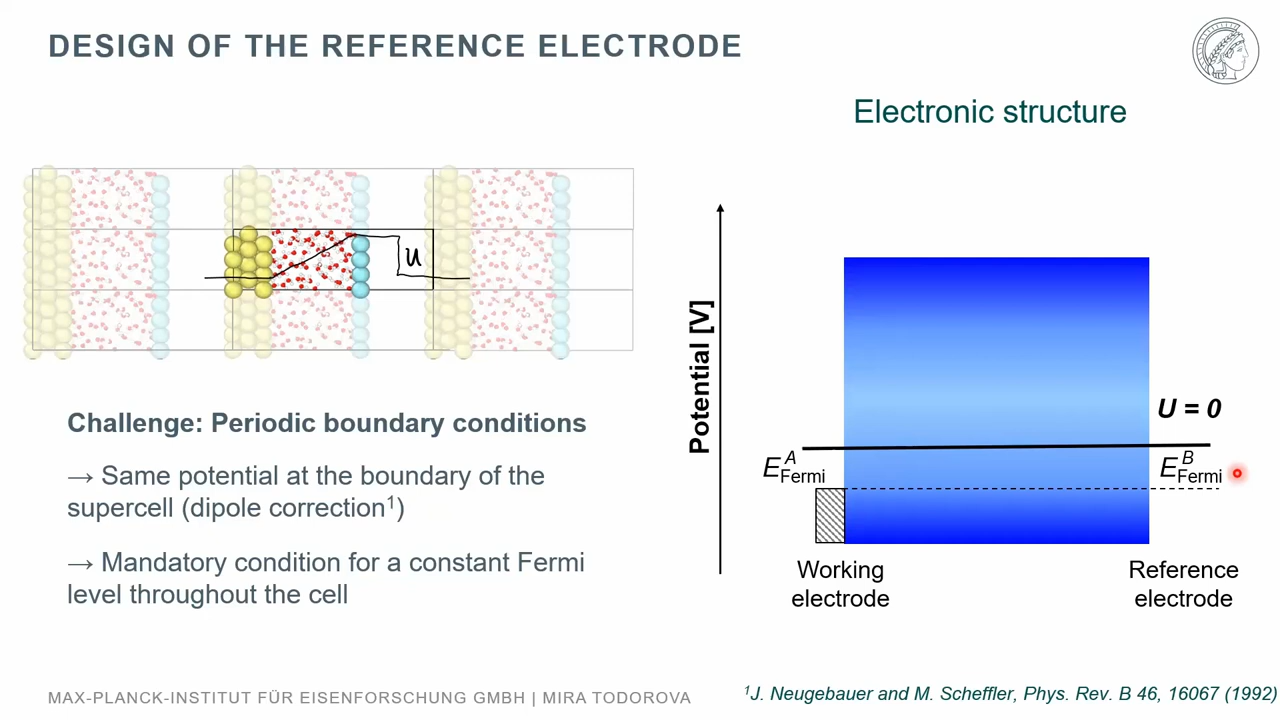 DESIGN OF THE REFERENCE ELECTRODE
Electronic structure
u
Challenge: Periodic boundary conditions
→ Same potential at the boundary of the
supercell (dipole correction¹)
→ Mandatory condition for a constant Fermi
level throughout the cell
Potential [V]
U = 0
E^A_Fermi
E^B_Fermi
Working
electrode
Reference
electrode
MAX-PLANCK-INSTITUT FÜR EISENFORSCHUNG GMBH | MIRA TODOROVA
¹J. Neugebauer and M. Scheffler, Phys. Rev. B 46, 16067 (1992)